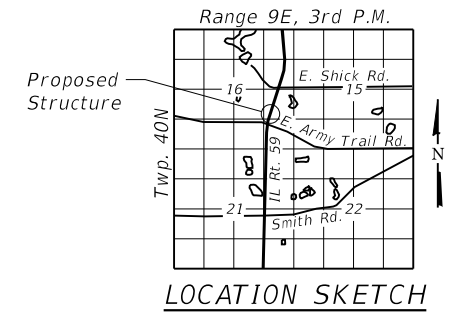 Range 9E, 3rd P.M.
Proposed
Structure
E. Shick Rd.
16
15
E. Army Trail Rd.
Twp. 40N
IL Rt. 59
N
21
22
Smith Rd.
LOCATION SKETCH